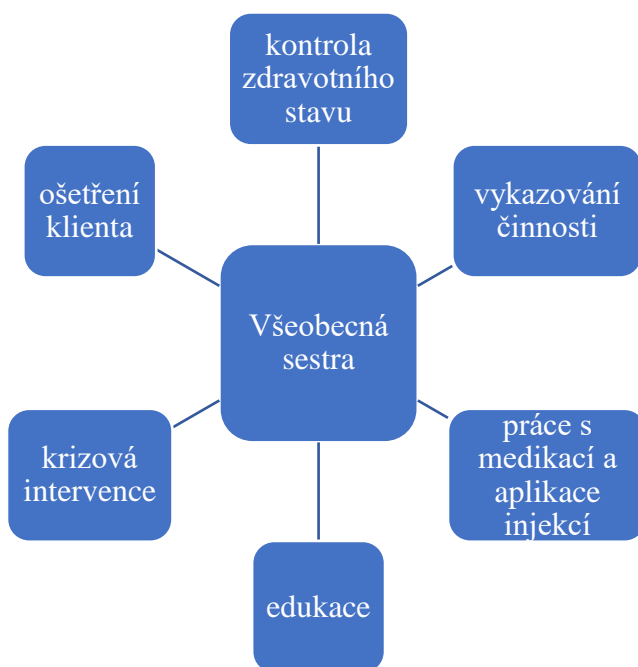 kontrola
zdravotního
stavu
ošetření
klienta
vykazování
činnosti
Všeobecná
sestra
krizová
intervence
práce s
medikací a
aplikace
injekcí
edukace